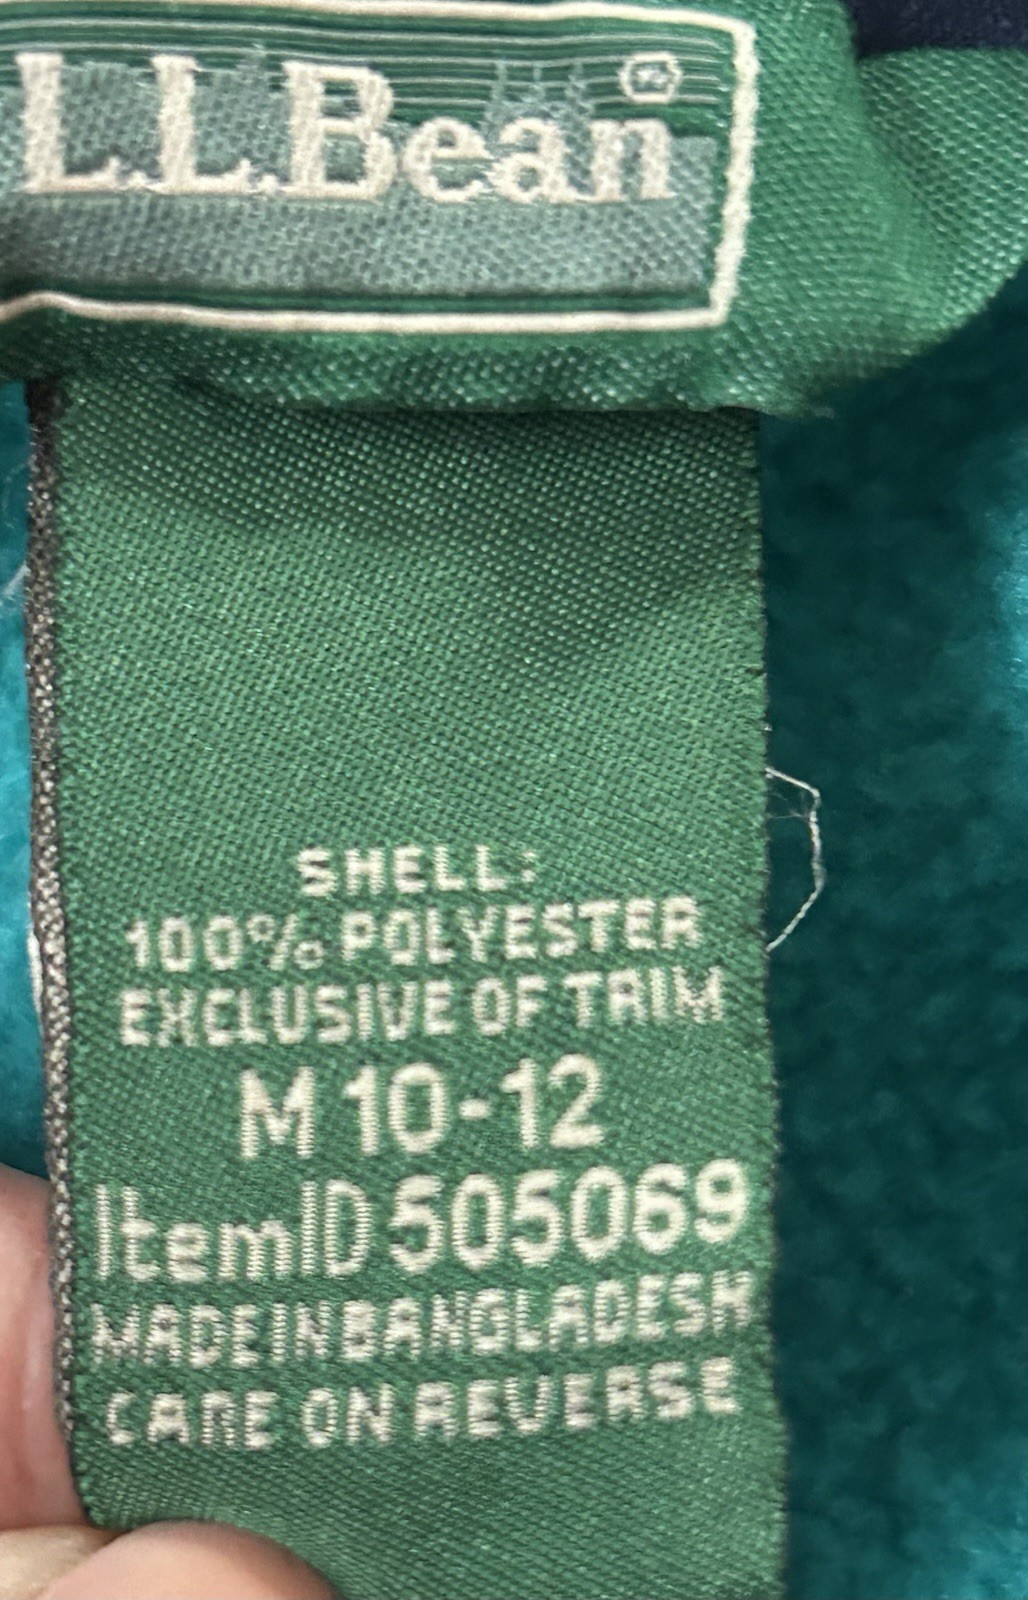 L.L.Bean®
SHELL:
100% POLYESTER
EXCLUSIVE OF TRIM
M 10-12
ItemID 505069
MADE IN BANGLADESH
CARE ON REVERSE